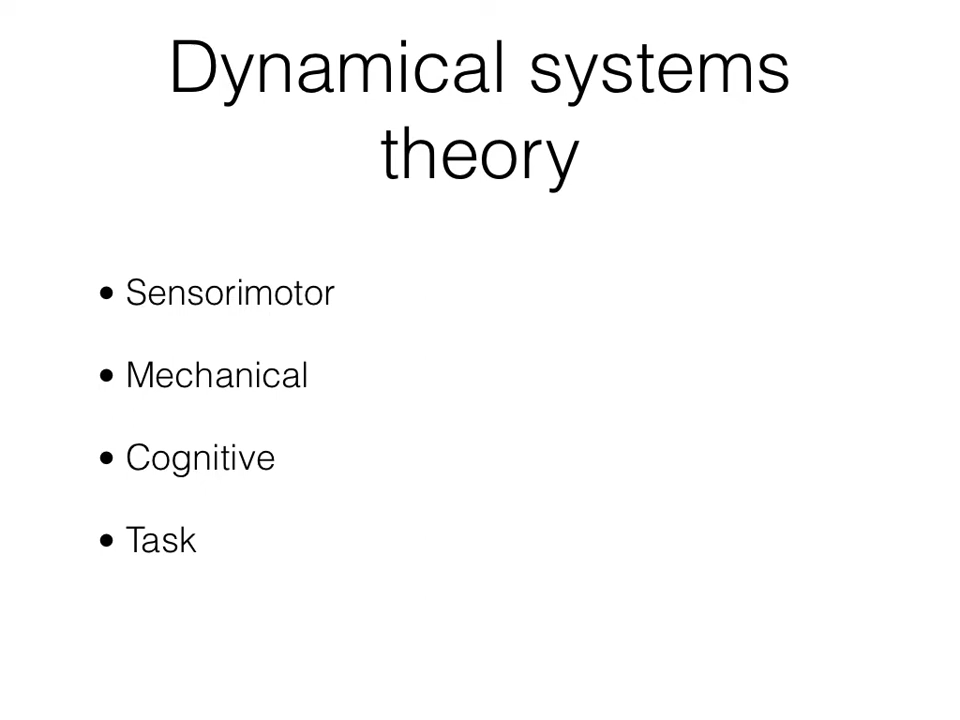 Dynamical systems
theory
• Sensorimotor
• Mechanical
• Cognitive
• Task